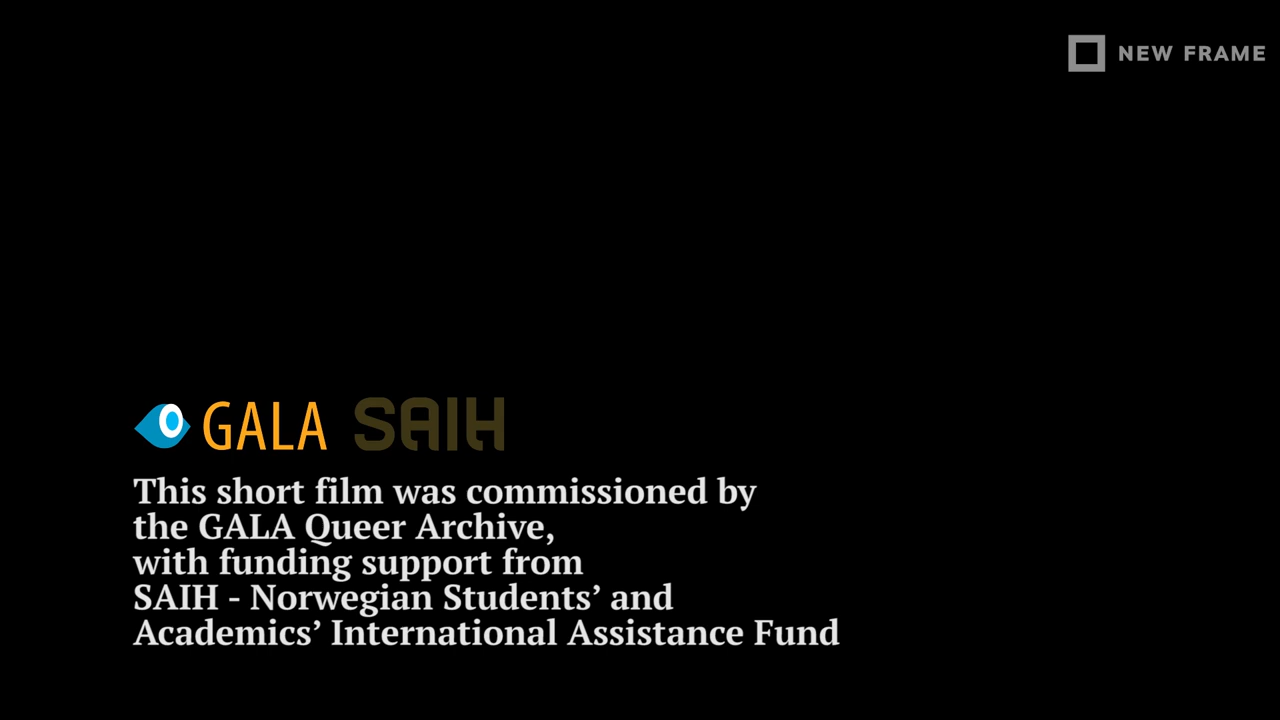 NEW FRAME
GALA SAIH
This short film was commissioned by
the GALA Queer Archive,
with funding support from
SAIH - Norwegian Students’ and
Academics’ International Assistance Fund